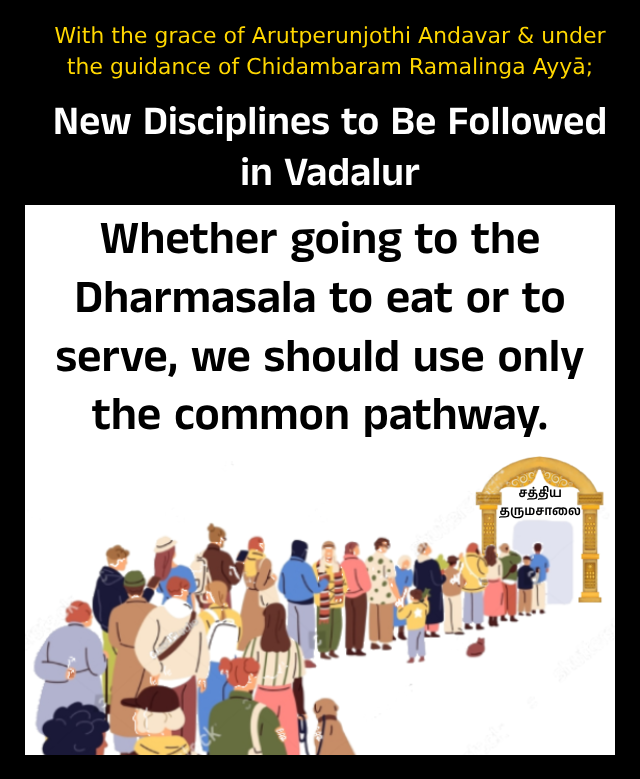 With the grace of Arutperunjothi Andavar & under
the guidance of Chidambaram Ramalinga Ayyā;
New Disciplines to Be Followed
in Vadalur
Whether going to the
Dharmasala to eat or to
serve, we should use only
the common pathway.
சத்திய
தருமசாலை